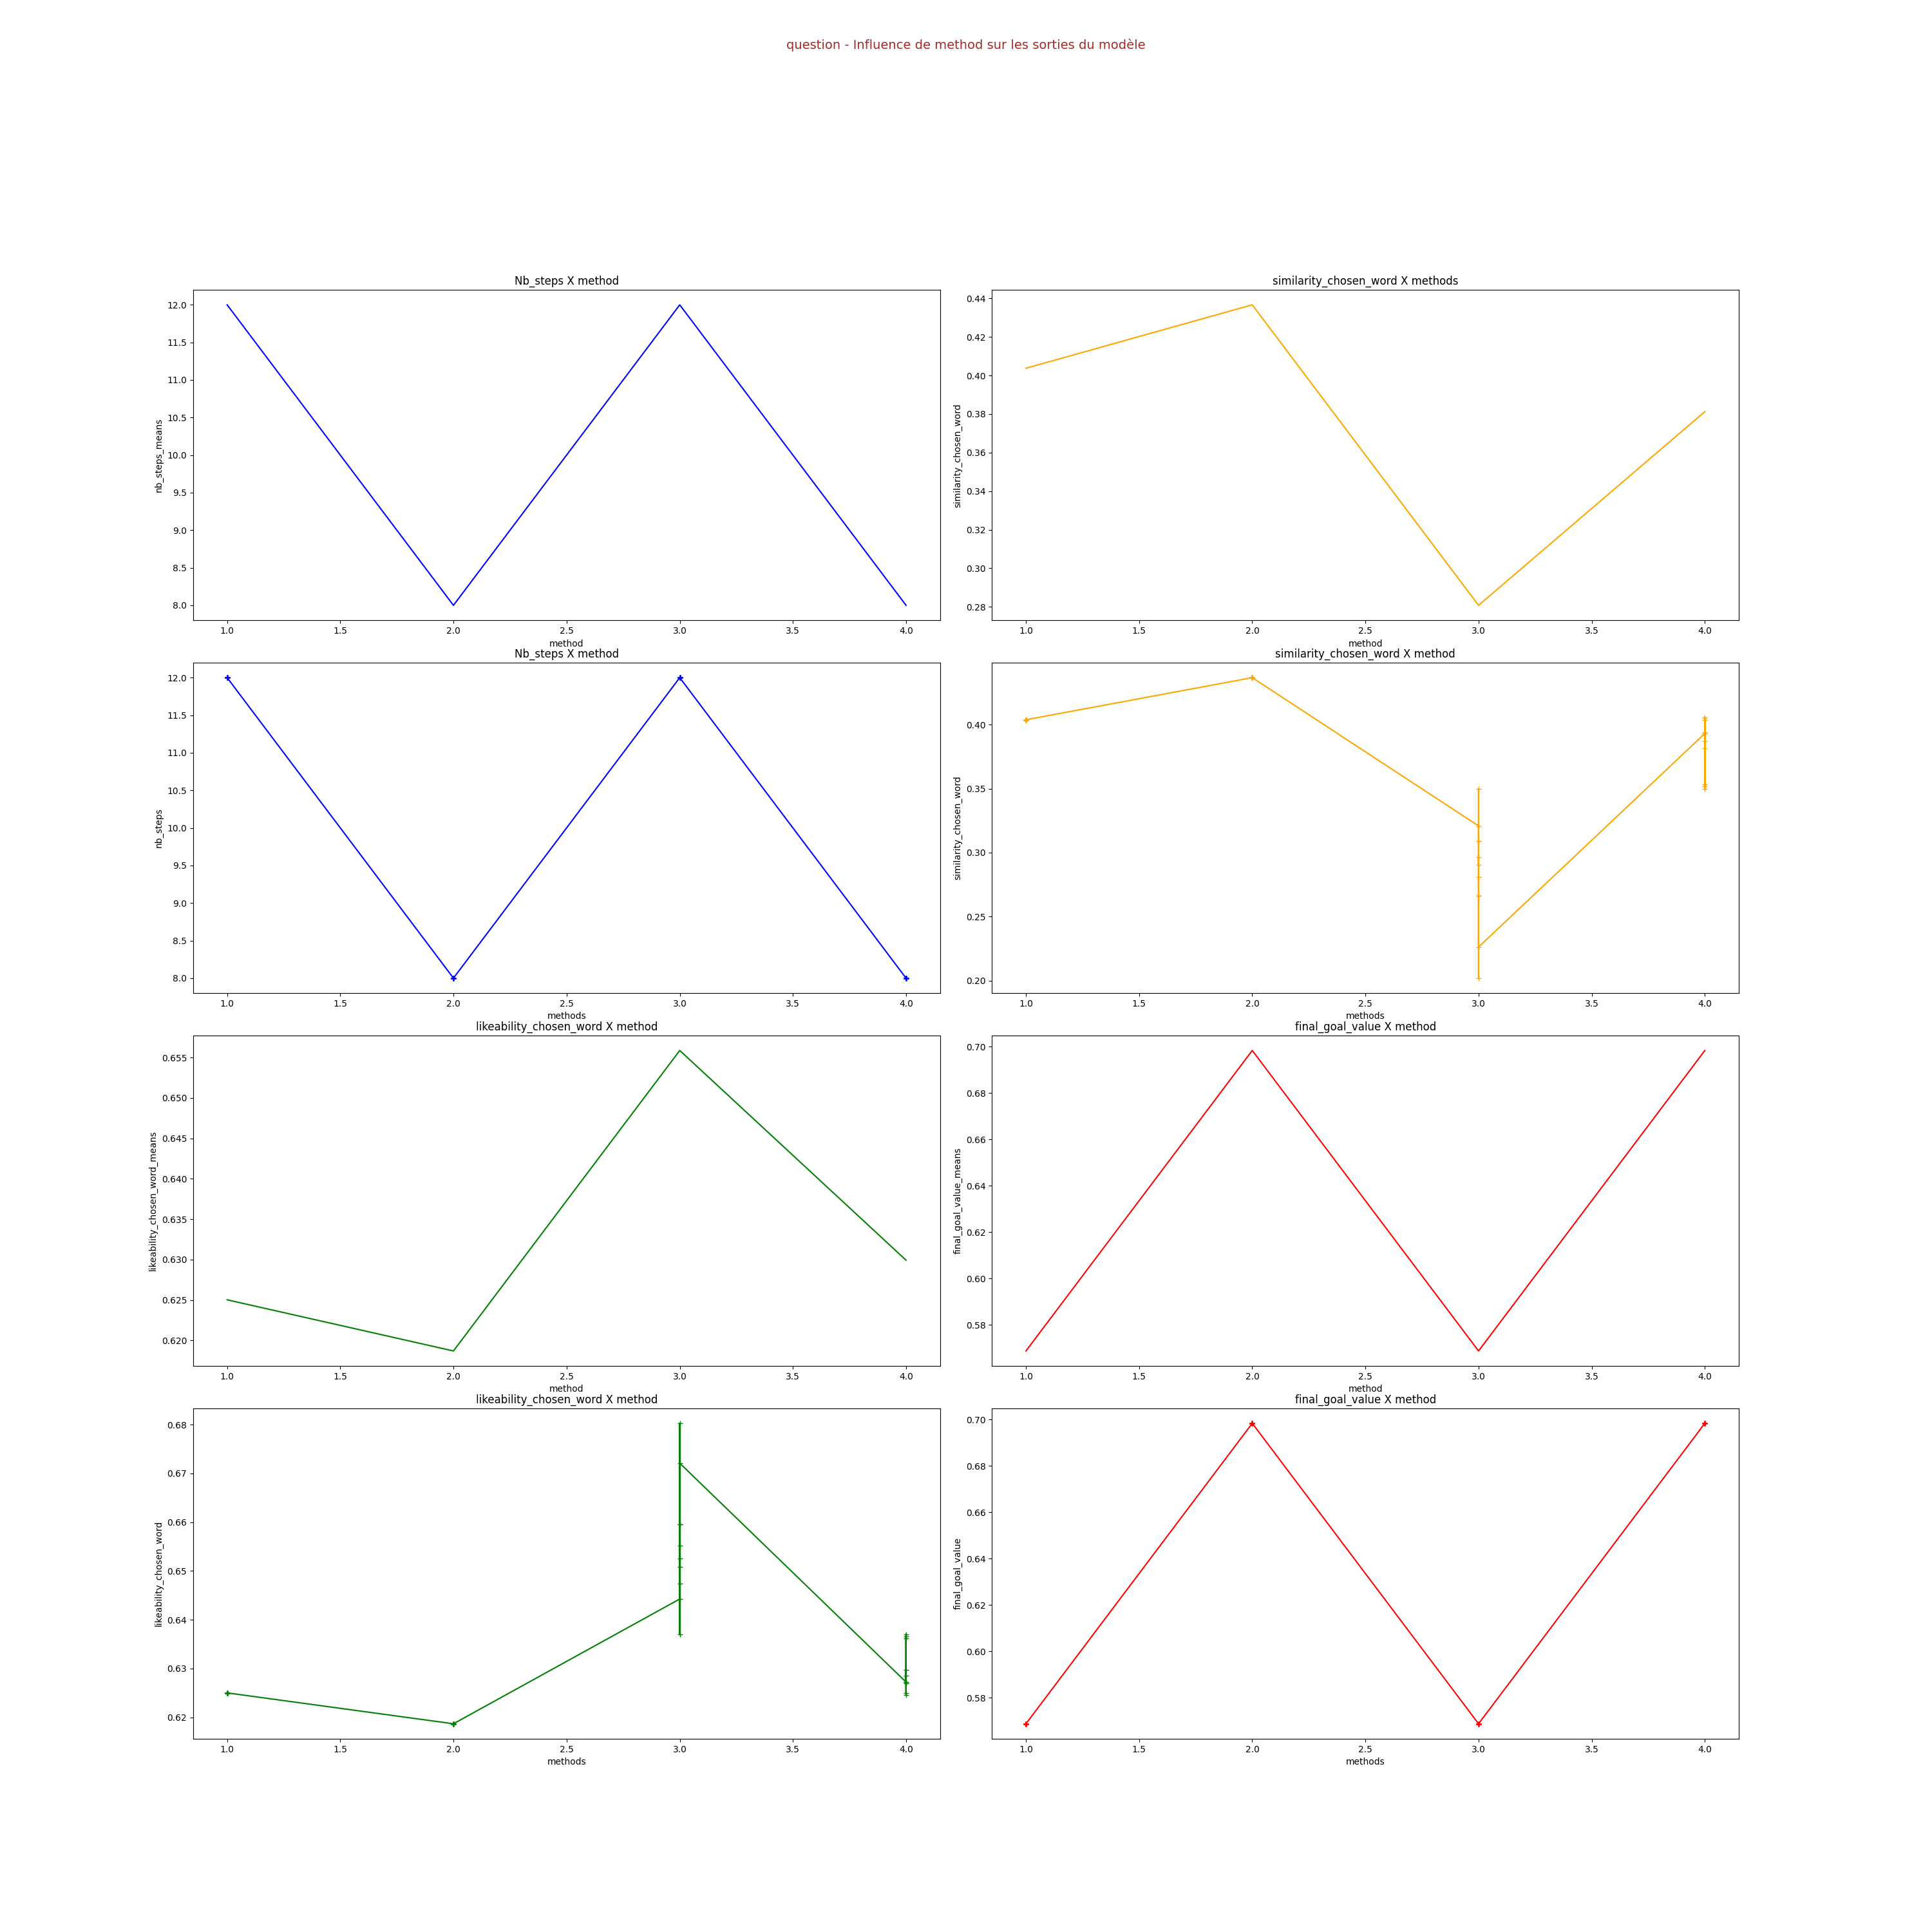 question - Influence de method sur les sorties du modèle
Nb_steps X method
nb_steps_means
12.0
11.5
11.0
10.5
10.0
9.5
9.0
8.5
8.0
1.0 1.5 2.0 2.5 3.0 3.5 4.0
method
similarity_chosen_word X methods
similarity_chosen_word
0.44
0.42
0.40
0.38
0.36
0.34
0.32
0.30
0.28
1.0 1.5 2.0 2.5 3.0 3.5 4.0
method
Nb_steps X method
nb_steps
12.0
11.5
11.0
10.5
10.0
9.5
9.0
8.5
8.0
1.0 1.5 2.0 2.5 3.0 3.5 4.0
methods
similarity_chosen_word X method
similarity_chosen_word
0.40
0.35
0.30
0.25
0.20
1.0 1.5 2.0 2.5 3.0 3.5 4.0
methods
likeability_chosen_word X method
likeability_chosen_word_means
0.655
0.650
0.645
0.640
0.635
0.630
0.625
0.620
1.0 1.5 2.0 2.5 3.0 3.5 4.0
method
final_goal_value X method
final_goal_value_means
0.70
0.68
0.66
0.64
0.62
0.60
0.58
1.0 1.5 2.0 2.5 3.0 3.5 4.0
method
likeability_chosen_word X method
likeability_chosen_word
0.68
0.67
0.66
0.65
0.64
0.63
0.62
1.0 1.5 2.0 2.5 3.0 3.5 4.0
methods
final_goal_value X method
final_goal_value
0.70
0.68
0.66
0.64
0.62
0.60
0.58
1.0 1.5 2.0 2.5 3.0 3.5 4.0
methods